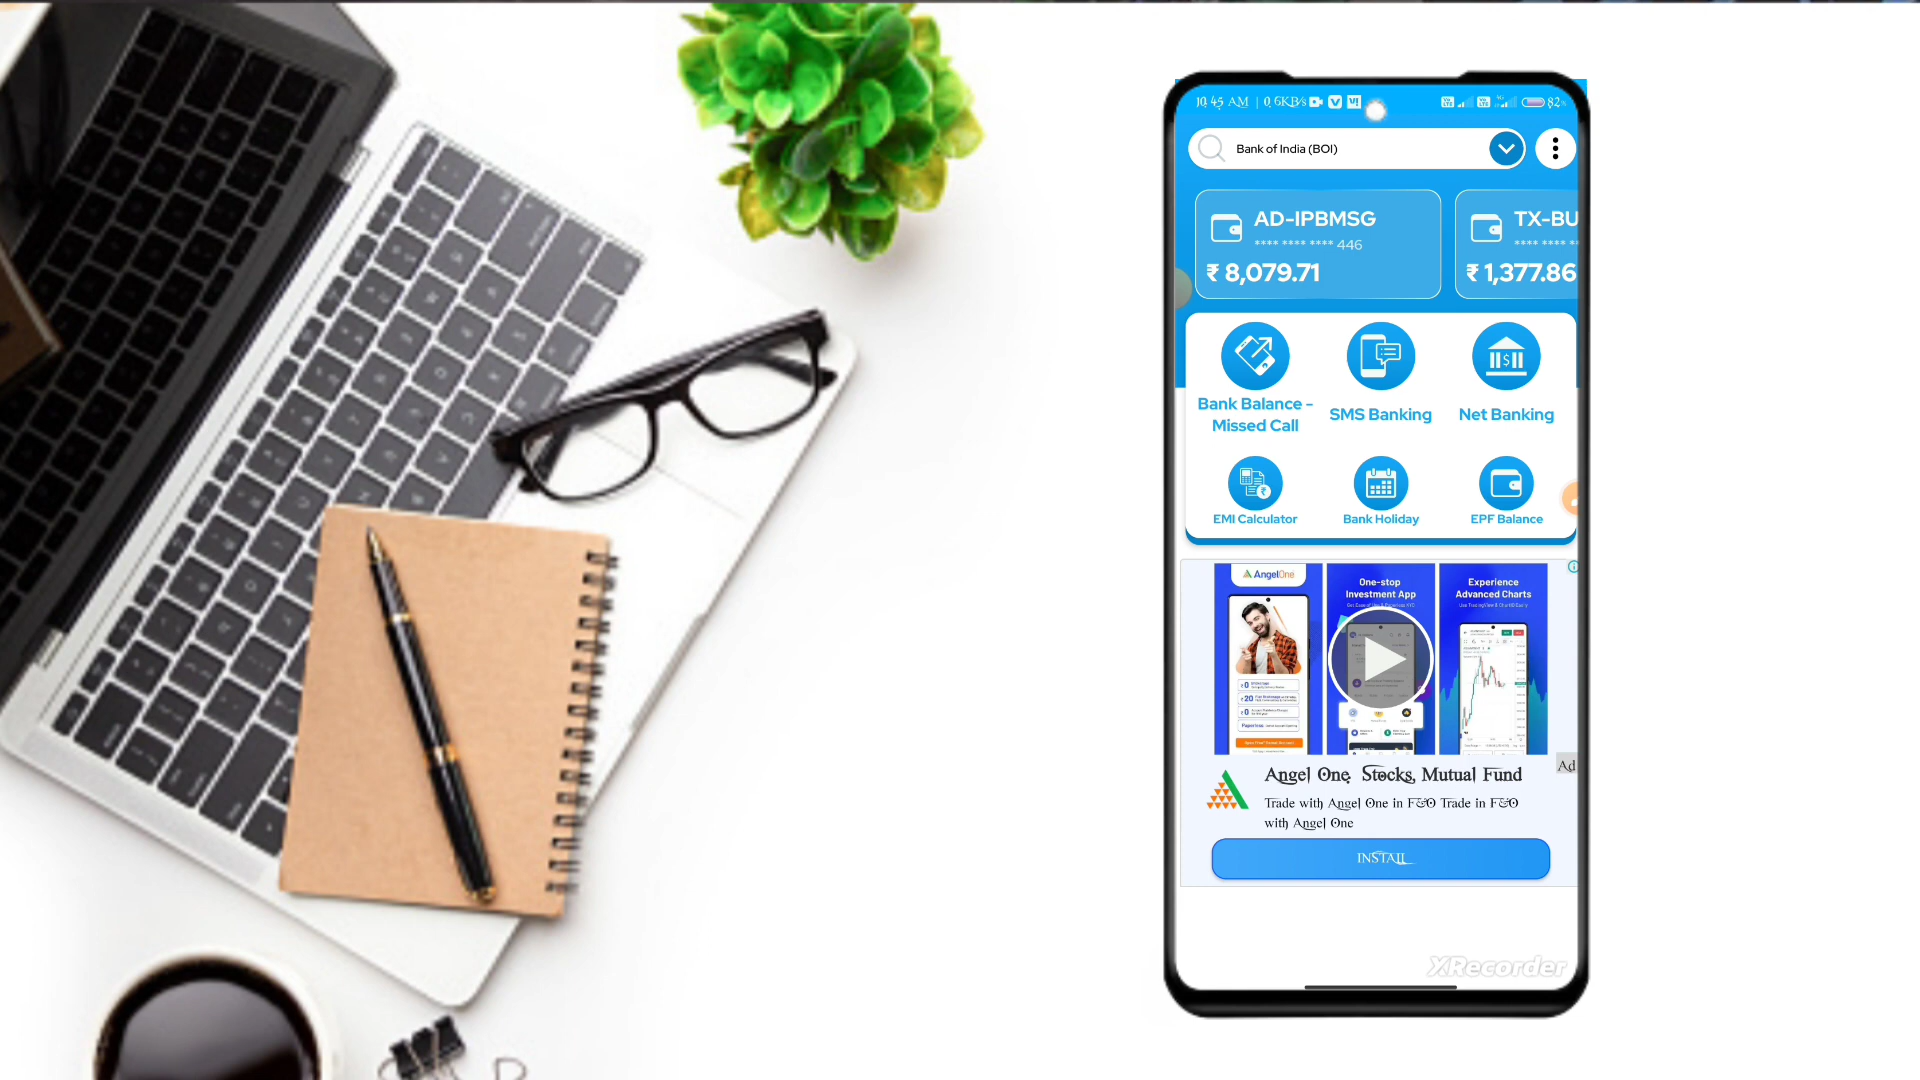 10:45 AM | 0.6KB/s
82
Bank of India (BOI)
AD-IPBMSG
TX-BU
**** **** **** 446
**** **** **
₹ 8,079.71
₹ 1,377.86
Bank Balance - Missed Call
SMS Banking
Net Banking
EMI Calculator
Bank Holiday
EPF Balance
AngelOne
One-stop
Investment App
Experience
Advanced Charts
Ad
Angel One: Stocks, Mutual Fund
Trade with Angel One in F&O Trade in F&O
with Angel One
INSTALL
XRecorder